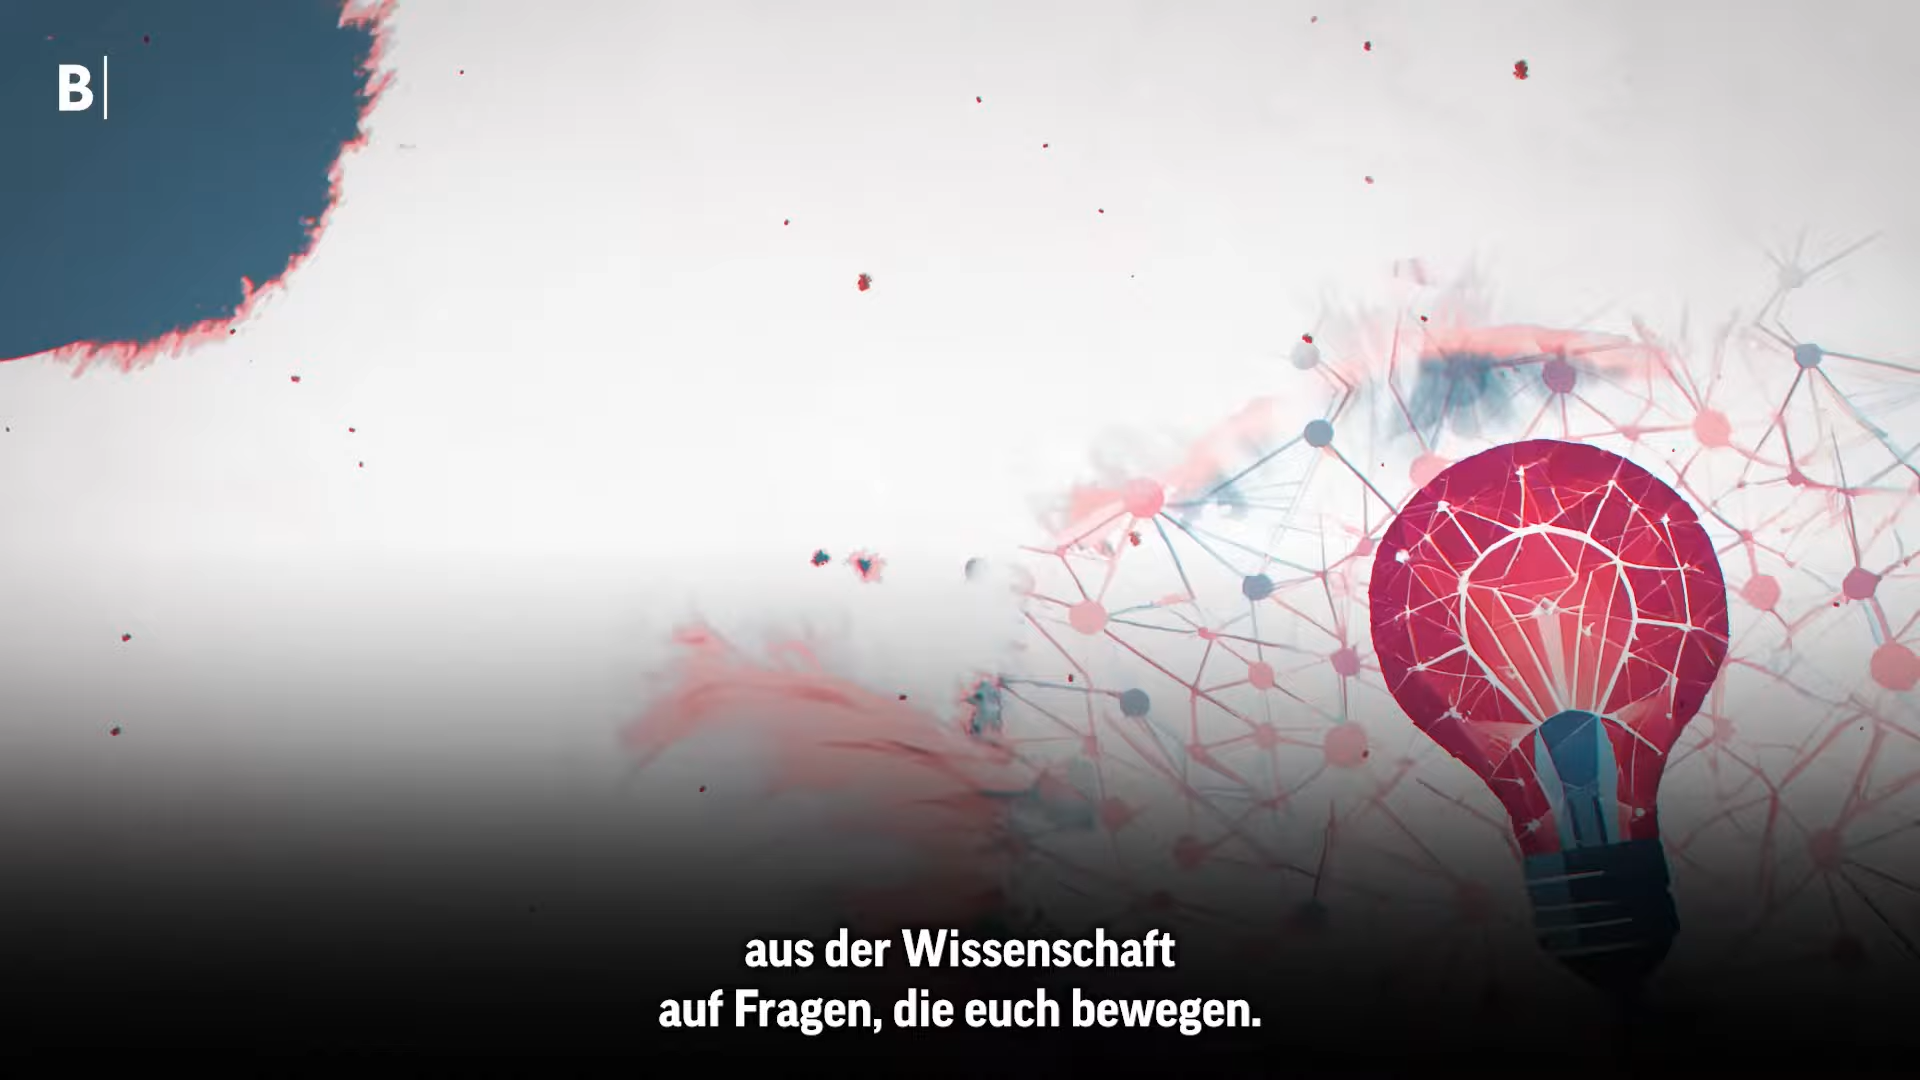 B|
aus der Wissenschaft
auf Fragen, die euch bewegen.